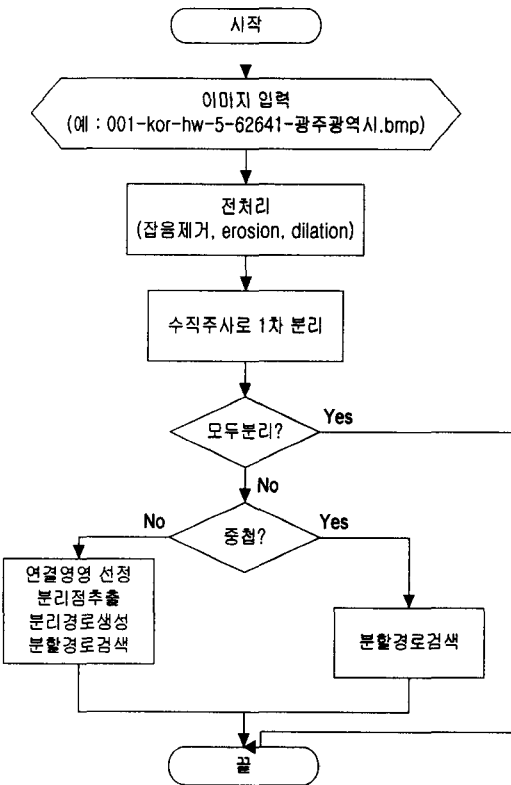 시작
이미지 입력
(예 : 001-kor-hw-5-62641-광주광역시.bmp)
전처리
(잡음제거, erosion, dilation)
수직주사로 1차 분리
모두분리?
Yes
No
중첩?
No
Yes
연결영영 선정
분리점추출
분리경로생성
분할경로검색
분할경로검색
끝